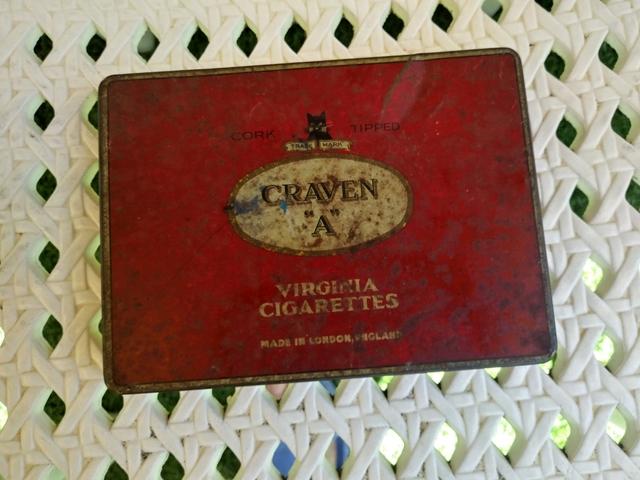 CORK TIPPED
TRADE MARK
CRAVEN
"A"
VIRGINIA
CIGARETTES
MADE IN LONDON, ENGLAND